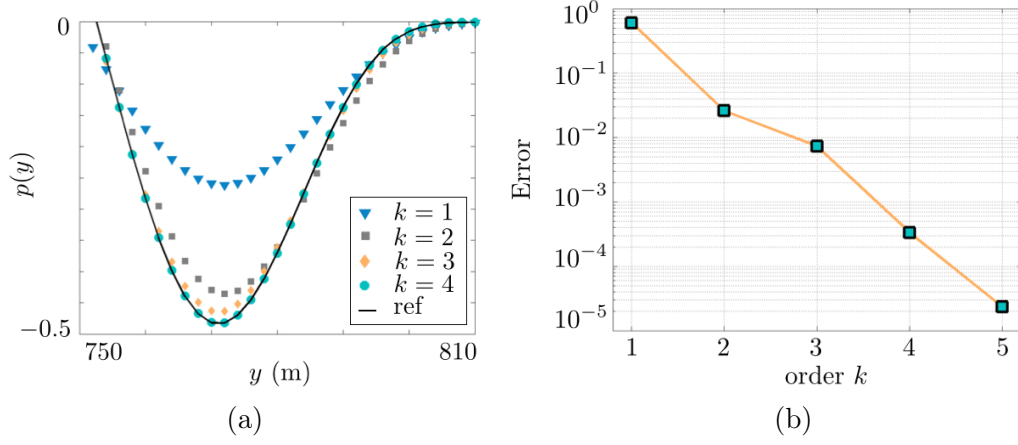 0
p(y)
−0.5
750
810
y (m)
k = 1
k = 2
k = 3
k = 4
ref
(a)
10^0
10^−1
10^−2
10^−3
10^−4
10^−5
Error
1 2 3 4 5
order k
(b)